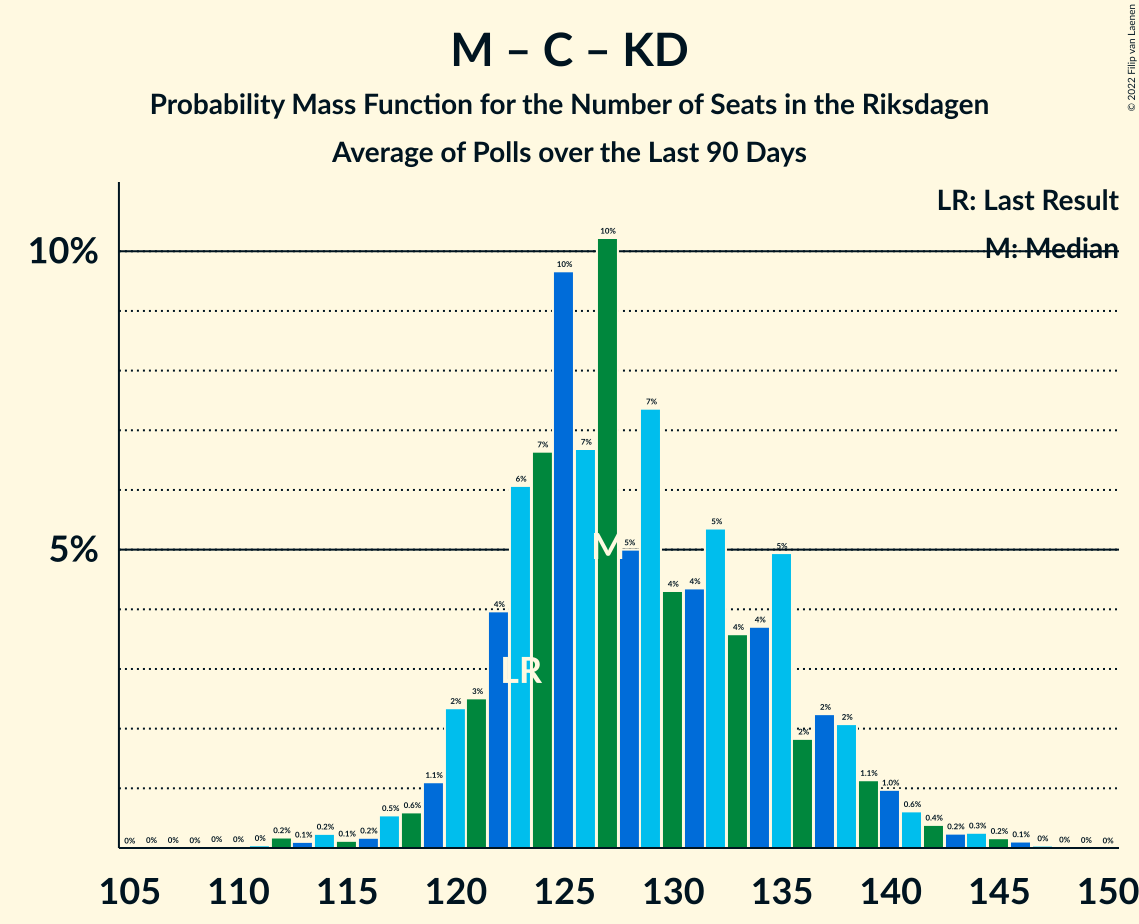 M – C – KD
Probability Mass Function for the Number of Seats in the Riksdagen
Average of Polls over the Last 90 Days
© 2022 Filip van Laenen
LR: Last Result
M: Median
10%
5%
0% 0% 0% 0% 0% 0% 0% 0.2% 0.1% 0.2% 0.1% 0.2% 0.5% 0.6% 1.1% 2% 3% 4% 6% 7% 10% 7% 10% 5% 7% 4% 4% 5% 4% 4% 5% 2% 2% 2% 1.1% 1.0% 0.6% 0.4% 0.2% 0.3% 0.2% 0.1% 0% 0% 0% 0%
LR
M
105 110 115 120 125 130 135 140 145 150